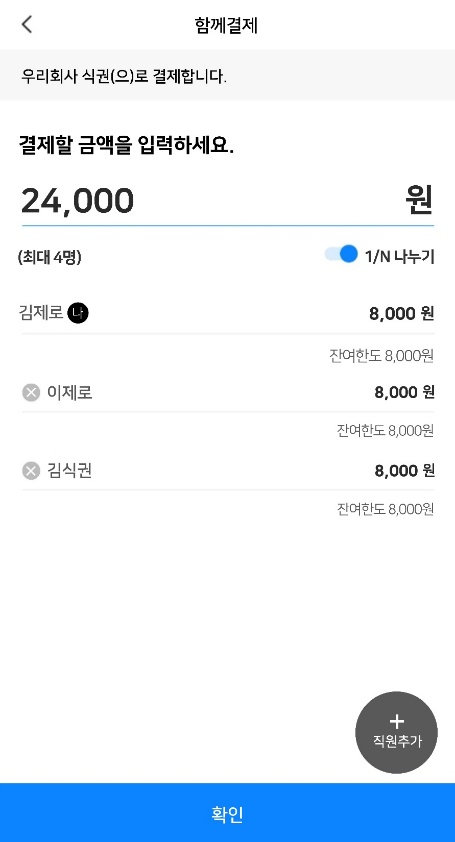 함께결제
우리회사 식권(으)로 결제합니다.
결제할 금액을 입력하세요.
24,000 원
(최대 4명) 1/N 나누기
김제로 나 8,000 원
잔여한도 8,000원
이제로 8,000 원
잔여한도 8,000원
김식권 8,000 원
잔여한도 8,000원
+
직원추가
확인